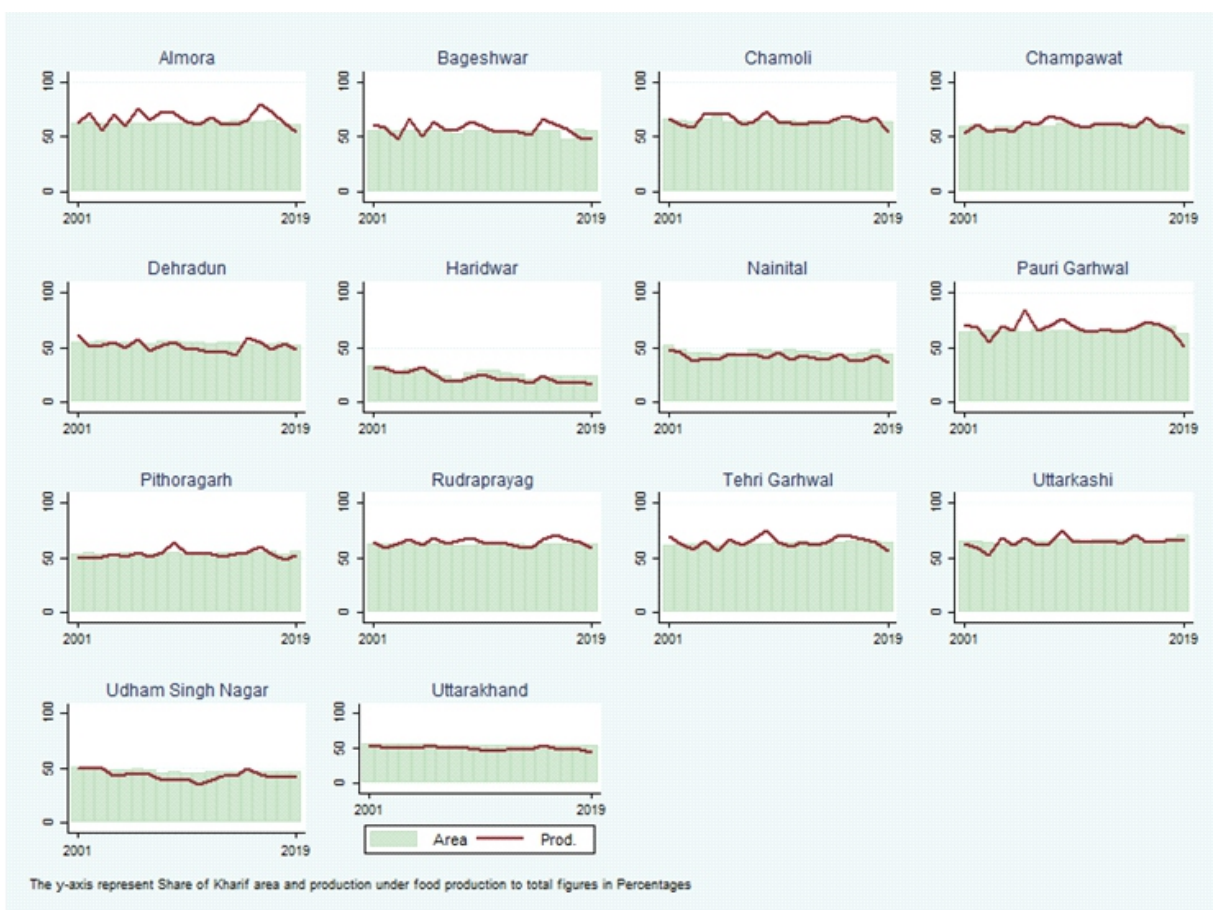 Almora Bageshwar Chamoli Champawat
100 100 100 100
50 50 50 50
0 0 0 0
2001 2019 2001 2019 2001 2019 2001 2019
Dehradun Haridwar Nainital Pauri Garhwal
100 100 100 100
50 50 50 50
0 0 0 0
2001 2019 2001 2019 2001 2019 2001 2019
Pithoragarh Rudraprayag Tehri Garhwal Uttarkashi
100 100 100 100
50 50 50 50
0 0 0 0
2001 2019 2001 2019 2001 2019 2001 2019
Udham Singh Nagar Uttarakhand
100 100
50 50
0 0
2001 2019 2001 2019
Area Prod.
The y-axis represent Share of Kharif area and production under food production to total figures in Percentages